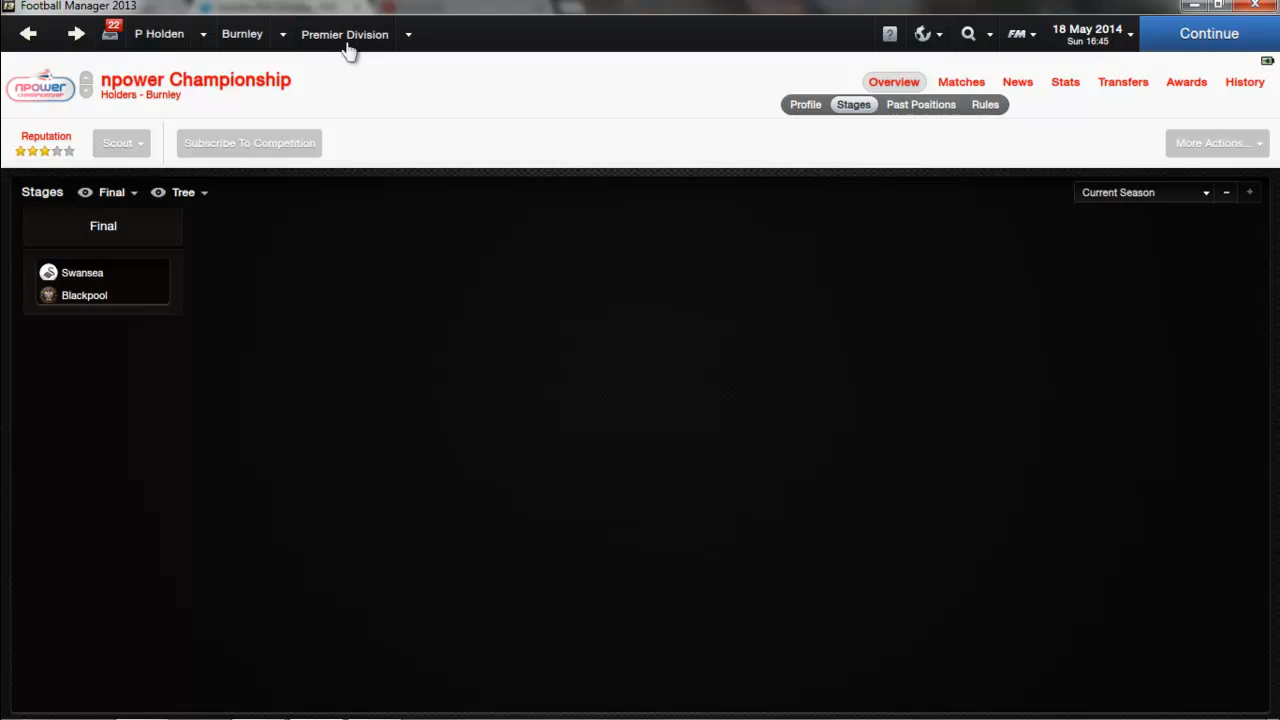 Football Manager 2013
22
P Holden
Burnley
Premier Division
?
FM
18 May 2014
Sun 16:45
Continue
npower
CHAMPIONSHIP
npower Championship
Holders - Burnley
Overview
Matches
News
Stats
Transfers
Awards
History
Profile
Stages
Past Positions
Rules
Reputation
Scout
Subscribe To Competition
More Actions...
Stages
Final
Tree
Current Season
- +
Final
Swansea
Blackpool